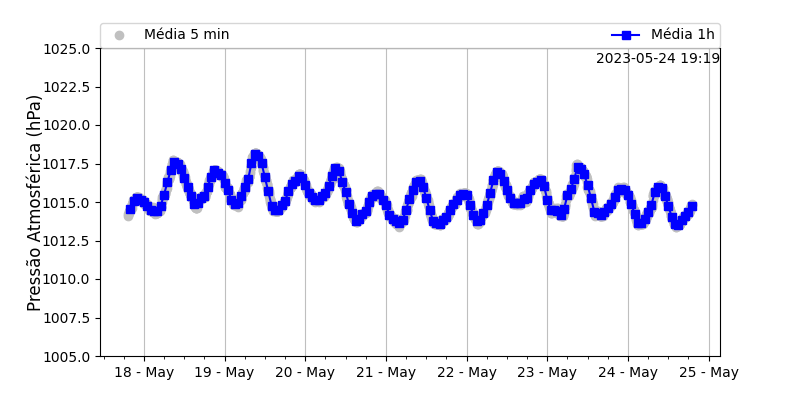 Média 5 min
Média 1h
2023-05-24 19:19
Pressão Atmosférica (hPa)
1025.0
1022.5
1020.0
1017.5
1015.0
1012.5
1010.0
1007.5
1005.0
18 - May
19 - May
20 - May
21 - May
22 - May
23 - May
24 - May
25 - May